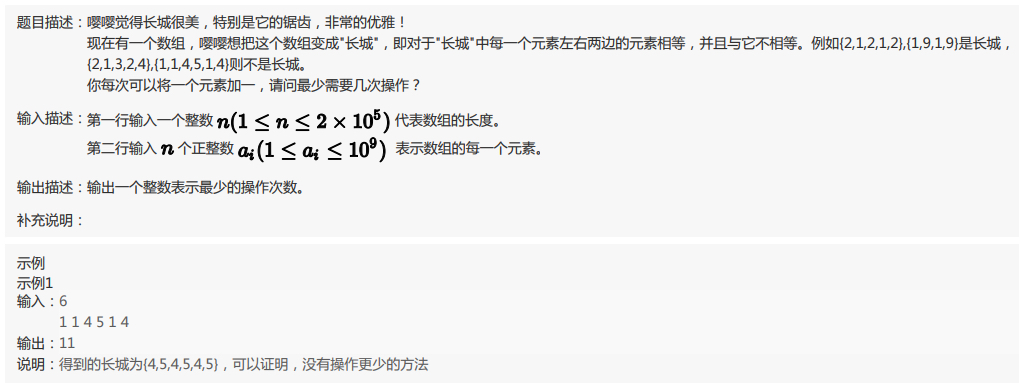 题目描述：嘤嘤觉得长城很美，特别是它的锯齿，非常的优雅！
现在有一个数组，嘤嘤想把这个数组变成"长城"，即对于"长城"中每一个元素左右两边的元素相等，并且与它不相等。例如{2,1,2,1,2},{1,9,1,9}是长城，
{2,1,3,2,4},{1,1,4,5,1,4}则不是长城。
你每次可以将一个元素加一，请问最少需要几次操作？
输入描述：第一行输入一个整数 n(1 ≤ n ≤ 2 × 10⁵) 代表数组的长度。
第二行输入 n 个正整数 aᵢ(1 ≤ aᵢ ≤ 10⁹) 表示数组的每一个元素。
输出描述：输出一个整数表示最少的操作次数。
补充说明：
示例
示例1
输入：6
1 1 4 5 1 4
输出：11
说明：得到的长城为{4,5,4,5,4,5}，可以证明，没有操作更少的方法